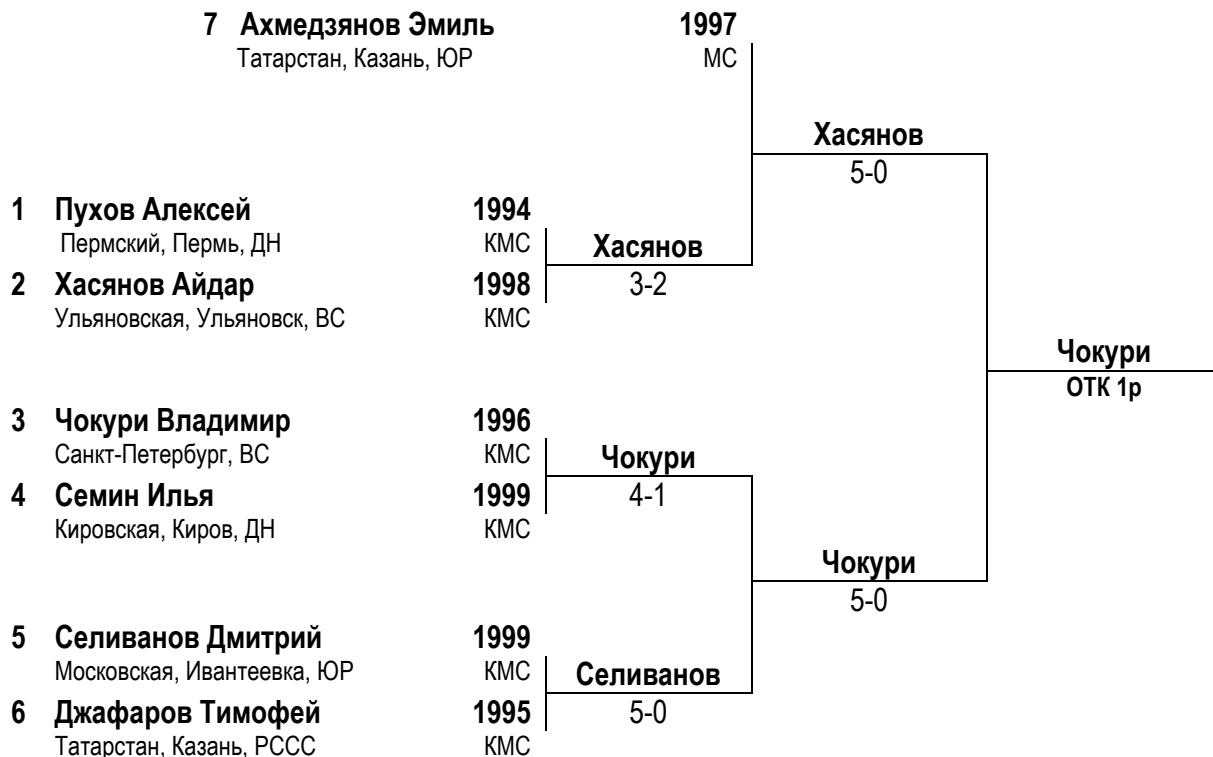 7 Ахмедзянов Эмиль 1997
Татарстан, Казань, ЮР МС
Хасянов
5-0
1 Пухов Алексей 1994
Пермский, Пермь, ДН КМС
Хасянов
2 Хасянов Айдар 1998
3-2
Ульяновская, Ульяновск, ВС КМС
Чокури
ОТК 1р
3 Чокури Владимир 1996
Санкт-Петербург, ВС КМС
Чокури
4 Семин Илья 1999
4-1
Кировская, Киров, ДН КМС
Чокури
5-0
5 Селиванов Дмитрий 1999
Московская, Ивантеевка, ЮР КМС
Селиванов
6 Джафаров Тимофей 1995
5-0
Татарстан, Казань, РССС КМС